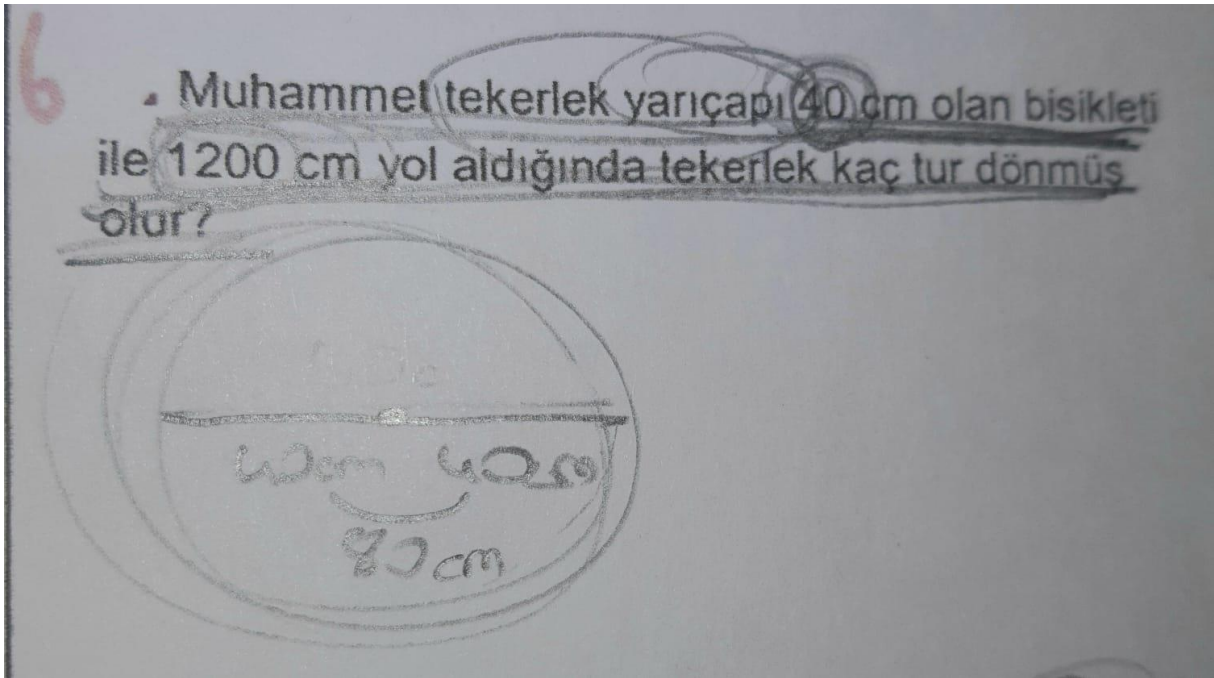 6
. Muhammet tekerlek yarıçapı 40 cm olan bisikleti
ile 1200 cm yol aldığında tekerlek kaç tur dönmüş
olur?
40cm 40cm
80cm